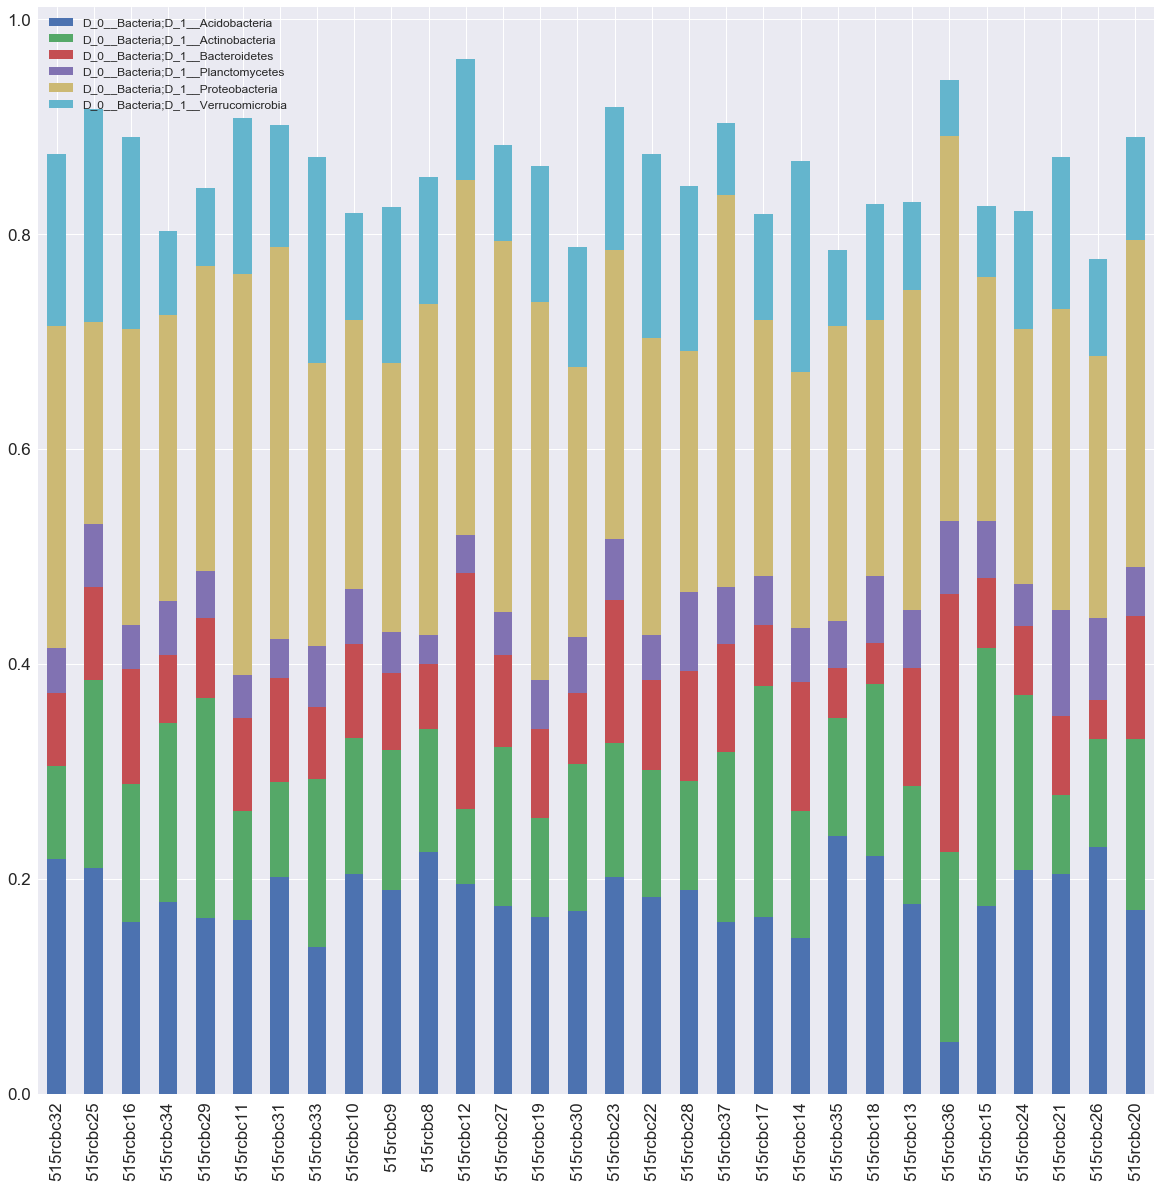 1.0
0.8
0.6
0.4
0.2
0.0
D_0__Bacteria;D_1__Acidobacteria
D_0__Bacteria;D_1__Actinobacteria
D_0__Bacteria;D_1__Bacteroidetes
D_0__Bacteria;D_1__Planctomycetes
D_0__Bacteria;D_1__Proteobacteria
D_0__Bacteria;D_1__Verrucomicrobia
515rcbc32
515rcbc25
515rcbc16
515rcbc34
515rcbc29
515rcbc11
515rcbc31
515rcbc33
515rcbc10
515rcbc9
515rcbc8
515rcbc12
515rcbc27
515rcbc19
515rcbc30
515rcbc23
515rcbc22
515rcbc28
515rcbc37
515rcbc17
515rcbc14
515rcbc35
515rcbc18
515rcbc13
515rcbc36
515rcbc15
515rcbc24
515rcbc21
515rcbc26
515rcbc20